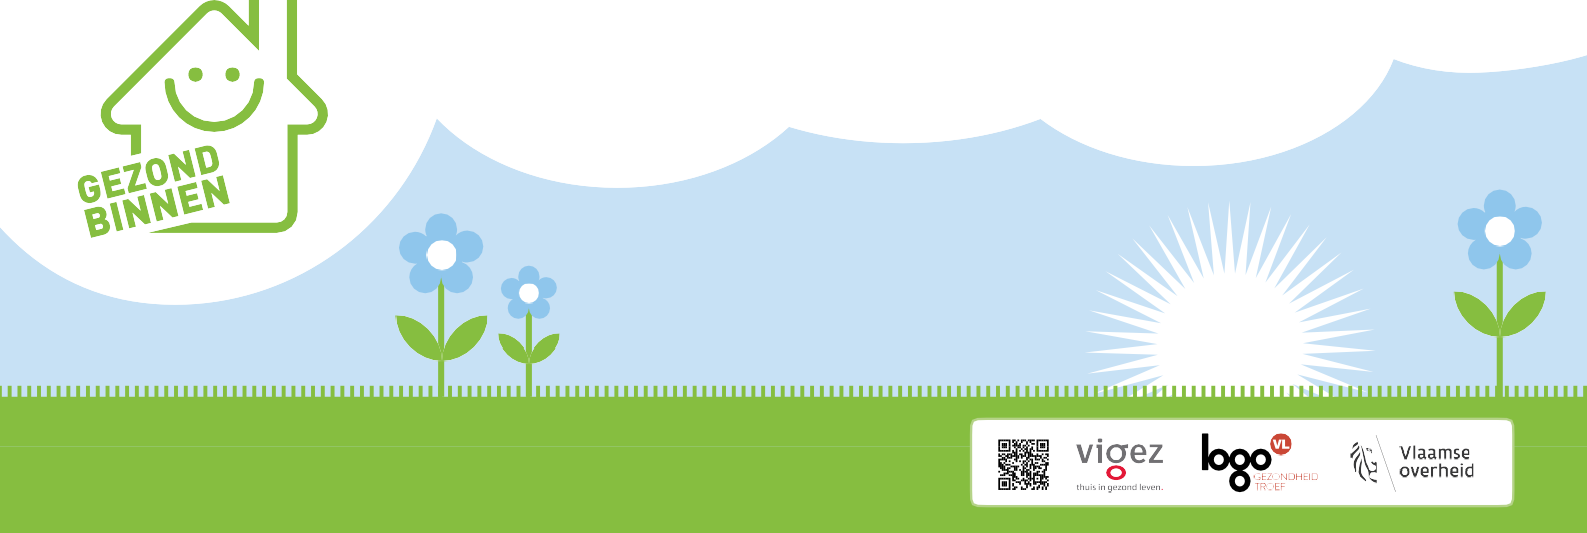 GEZOND
BINNEN
vigez
thuis in gezond leven.
logo
VL
GEZONDHEID
TROEF
Vlaamse
overheid